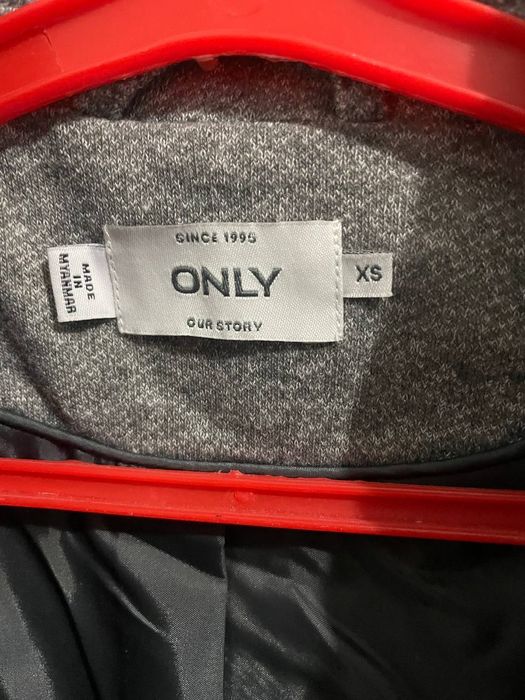 SINCE 1995
ONLY
OUR STORY
XS
MADE
IN
MYANMAR